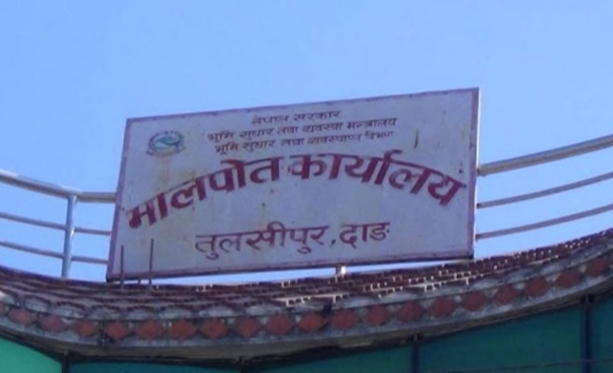 नेपाल सरकार
भूमि सुधार तथा व्यवस्था मन्त्रालय
भूमि सुधार तथा व्यवस्थापन विभाग
मालपोत कार्यालय
तुलसीपुर, दाङ